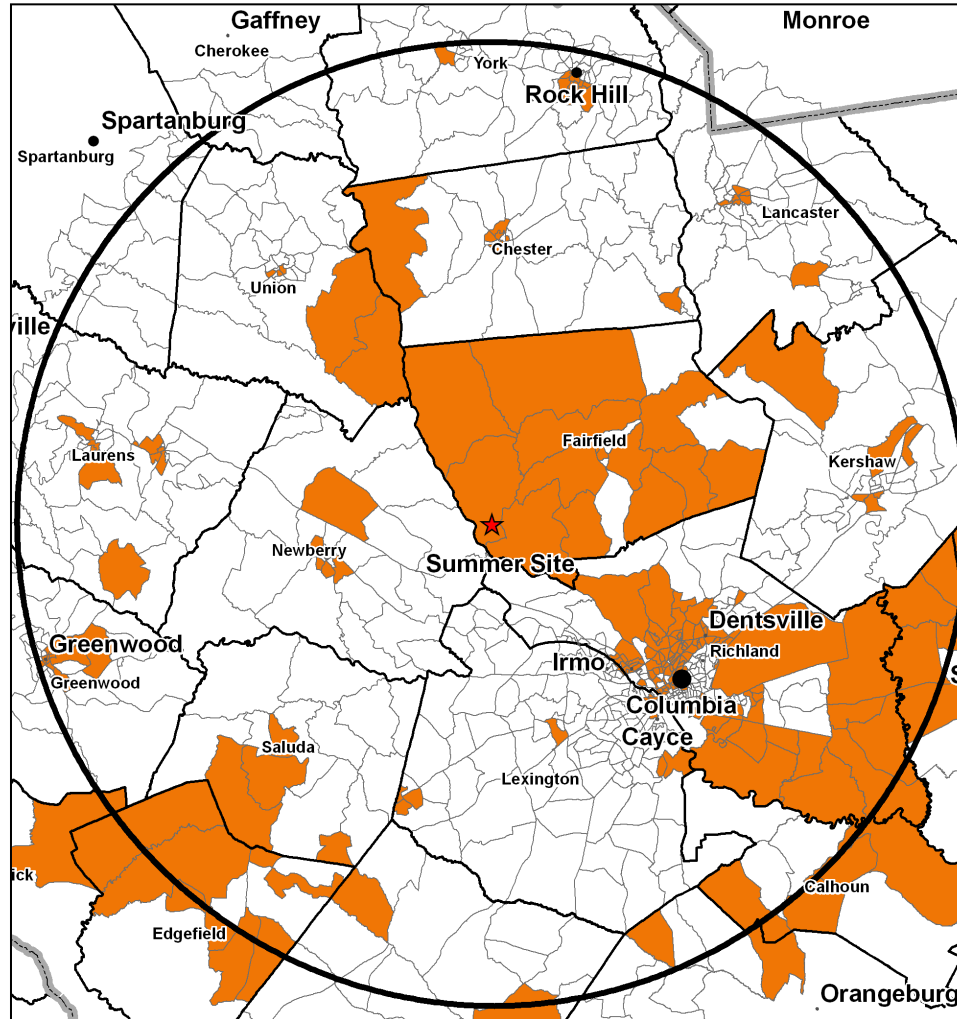 Gaffney
Monroe
Cherokee
York
Rock Hill
Spartanburg
Spartanburg
Lancaster
Chester
Union
ville
Fairfield
Laurens
Kershaw
Newberry
Summer Site
Dentsville
Greenwood
Richland
Irmo
Greenwood
S
Columbia
Cayce
Saluda
Lexington
ick
Calhoun
Edgefield
Orangeburg